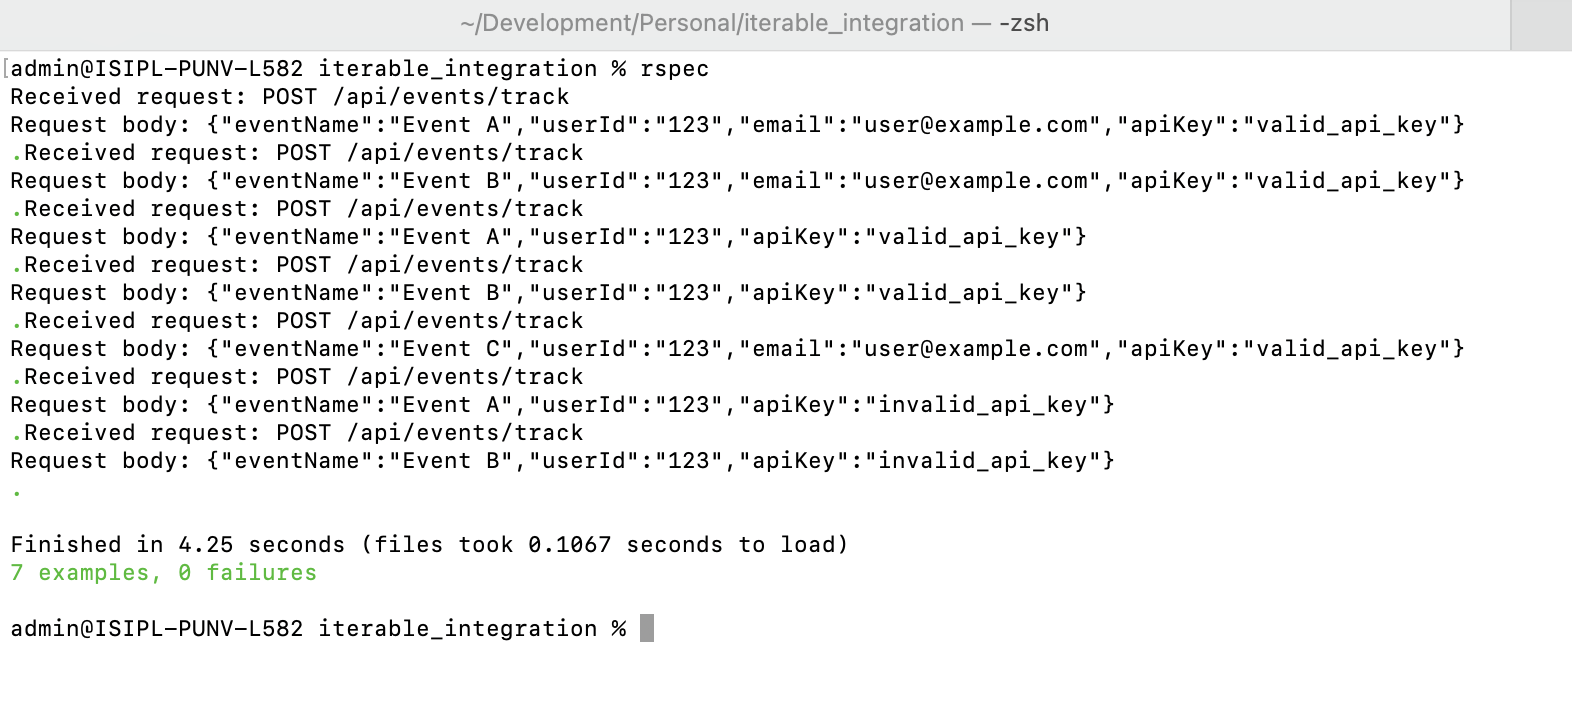 ~/Development/Personal/iterable_integration — -zsh
[admin@ISIPL-PUNV-L582 iterable_integration % rspec
Received request: POST /api/events/track
Request body: {"eventName":"Event A","userId":"123","email":"user@example.com","apiKey":"valid_api_key"}
.Received request: POST /api/events/track
Request body: {"eventName":"Event B","userId":"123","email":"user@example.com","apiKey":"valid_api_key"}
.Received request: POST /api/events/track
Request body: {"eventName":"Event A","userId":"123","apiKey":"valid_api_key"}
.Received request: POST /api/events/track
Request body: {"eventName":"Event B","userId":"123","apiKey":"valid_api_key"}
.Received request: POST /api/events/track
Request body: {"eventName":"Event C","userId":"123","email":"user@example.com","apiKey":"valid_api_key"}
.Received request: POST /api/events/track
Request body: {"eventName":"Event A","userId":"123","apiKey":"invalid_api_key"}
.Received request: POST /api/events/track
Request body: {"eventName":"Event B","userId":"123","apiKey":"invalid_api_key"}
.
Finished in 4.25 seconds (files took 0.1067 seconds to load)
7 examples, 0 failures
admin@ISIPL-PUNV-L582 iterable_integration %